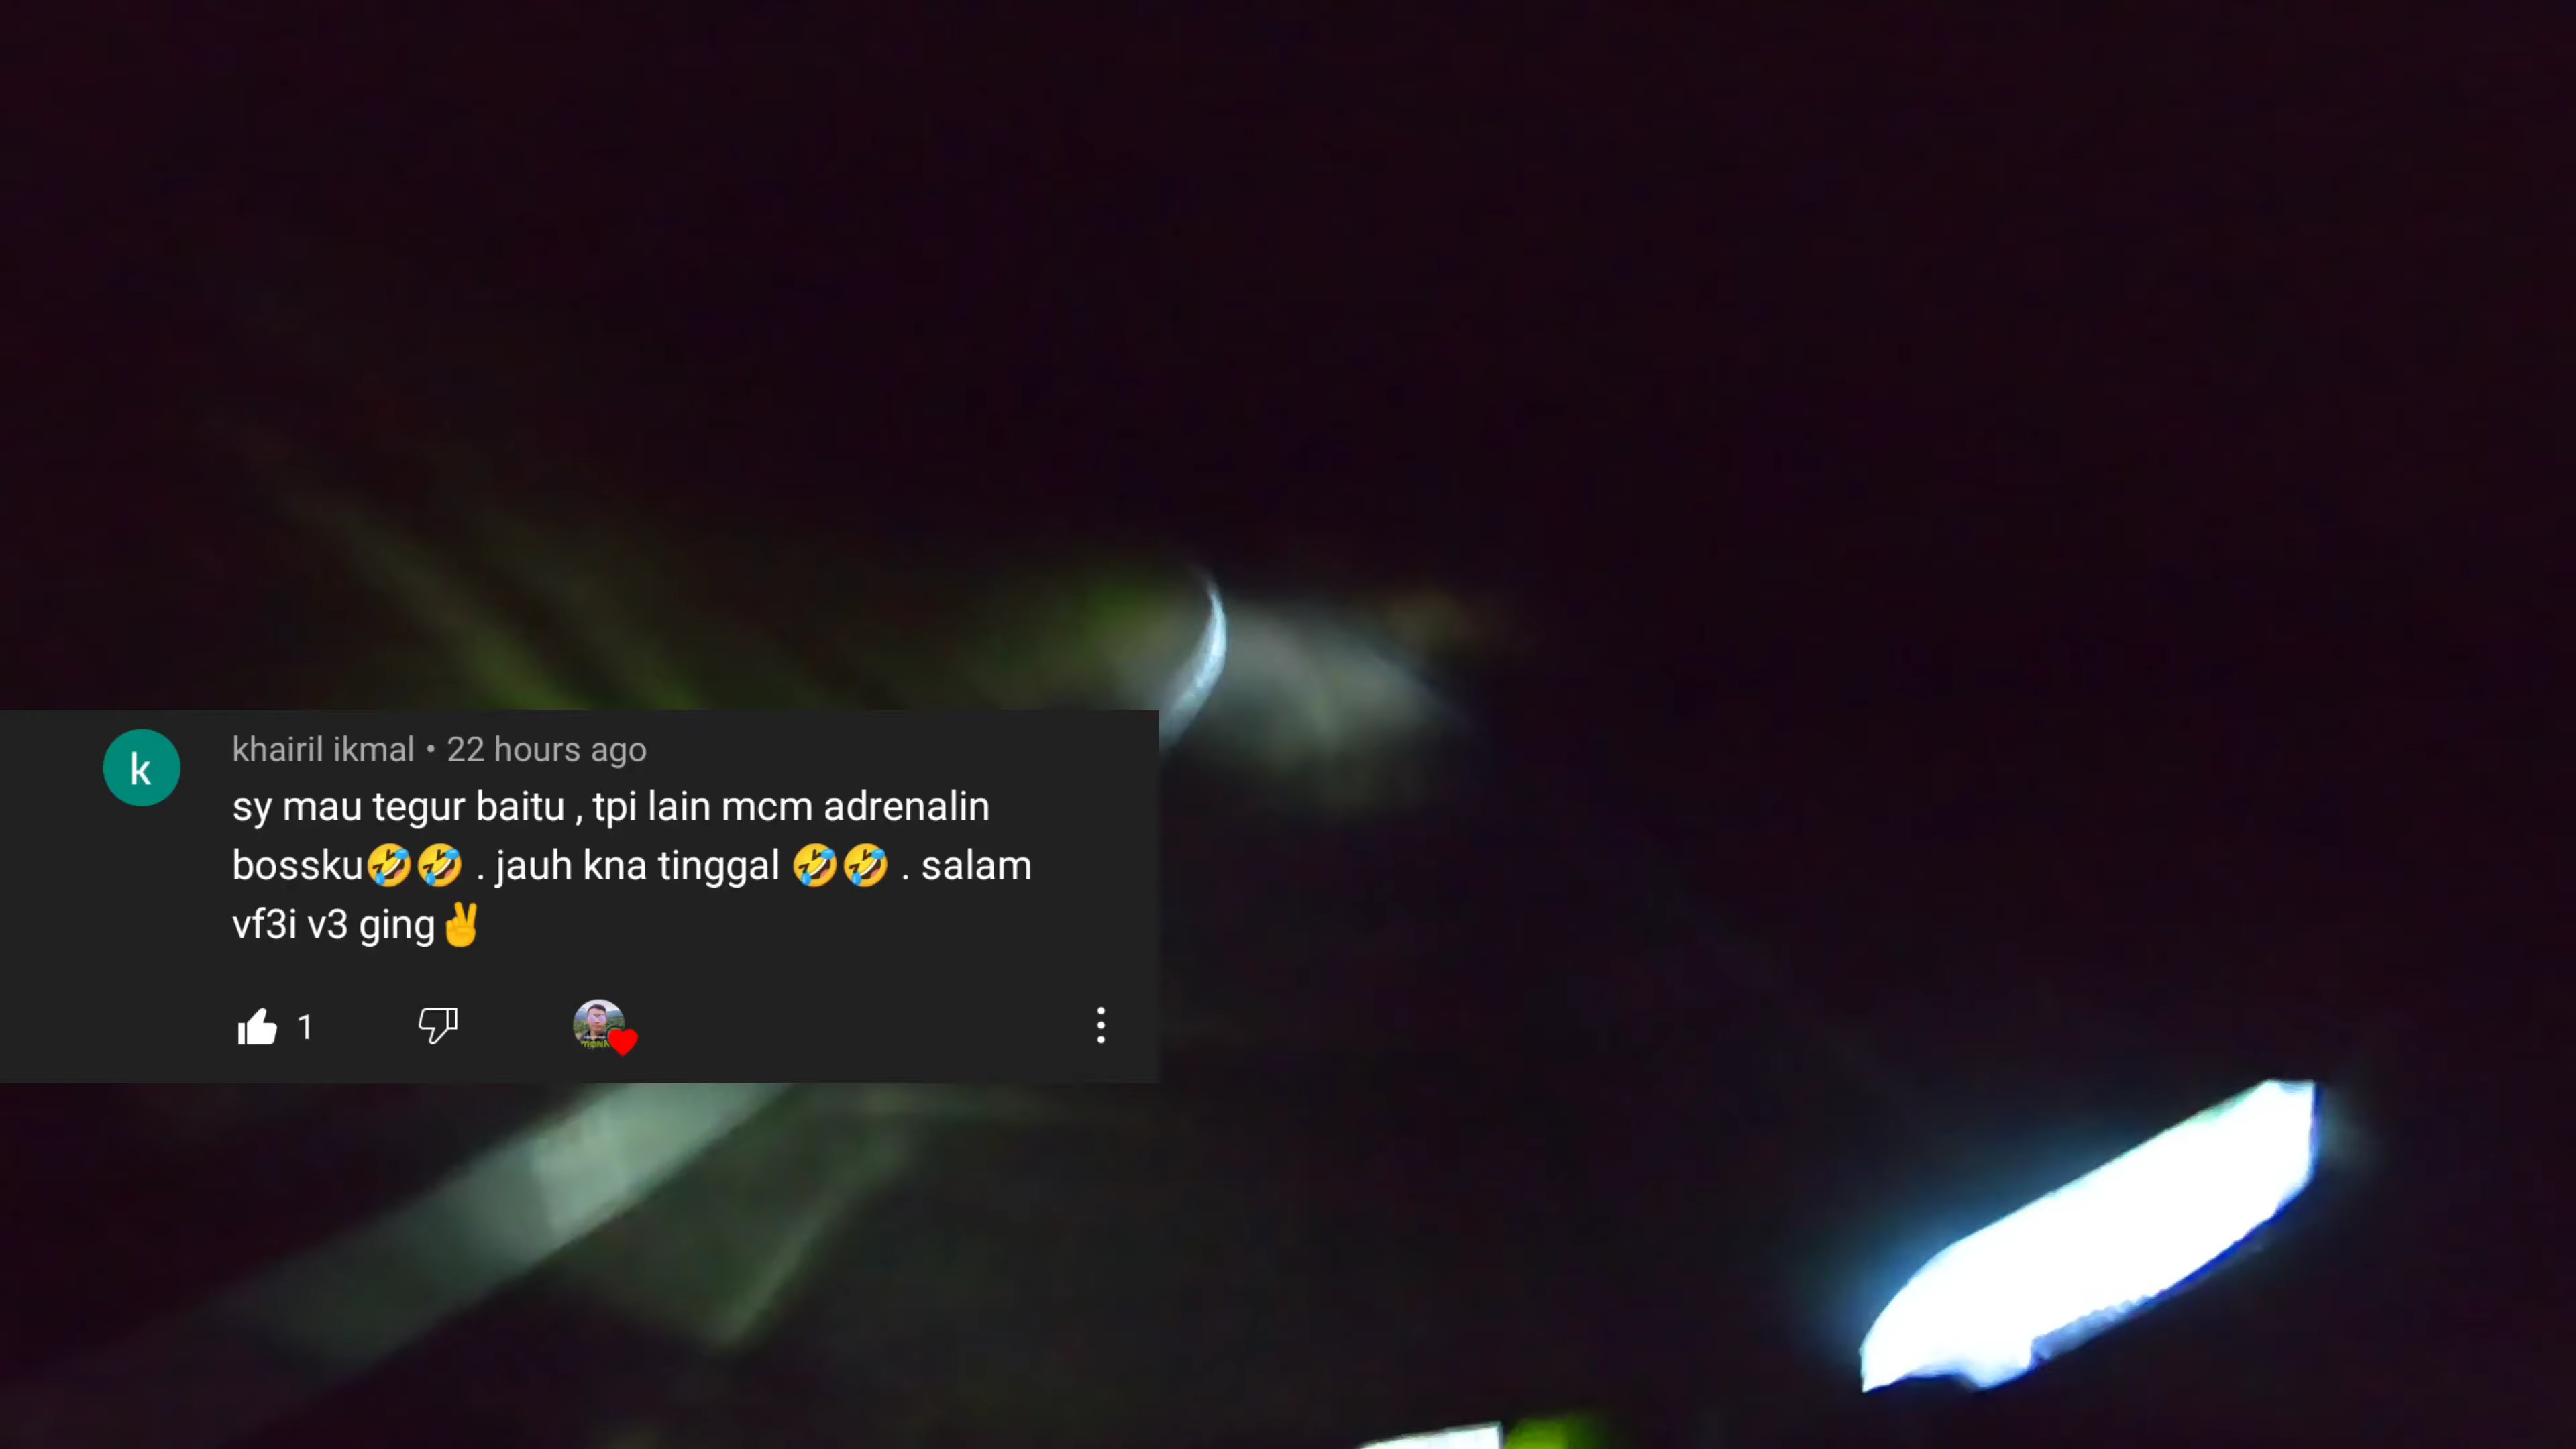 khairil ikmal • 22 hours ago
sy mau tegur baitu , tpi lain mcm adrenalin
bossku🤣🤣 . jauh kna tinggal 🤣🤣 . salam
vf3i v3 ging✌
1